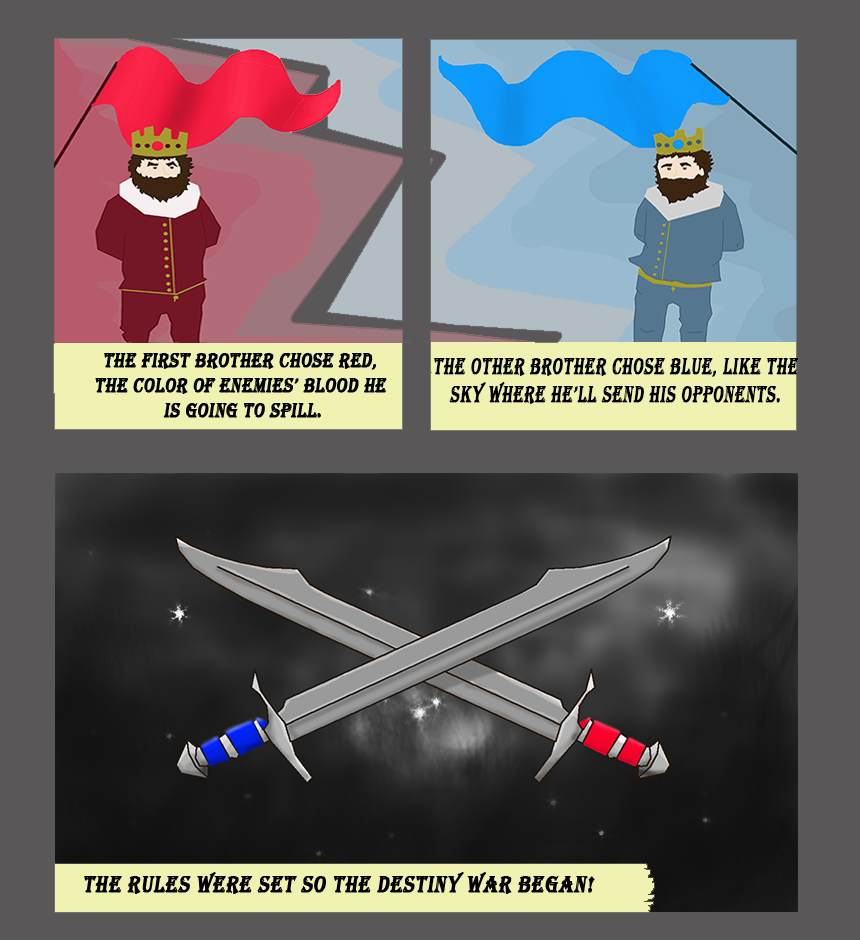 THE FIRST BROTHER CHOSE RED,
THE COLOR OF ENEMIES' BLOOD HE
IS GOING TO SPILL.
THE OTHER BROTHER CHOSE BLUE, LIKE THE
SKY WHERE HE'LL SEND HIS OPPONENTS.
THE RULES WERE SET SO THE DESTINY WAR BEGAN!